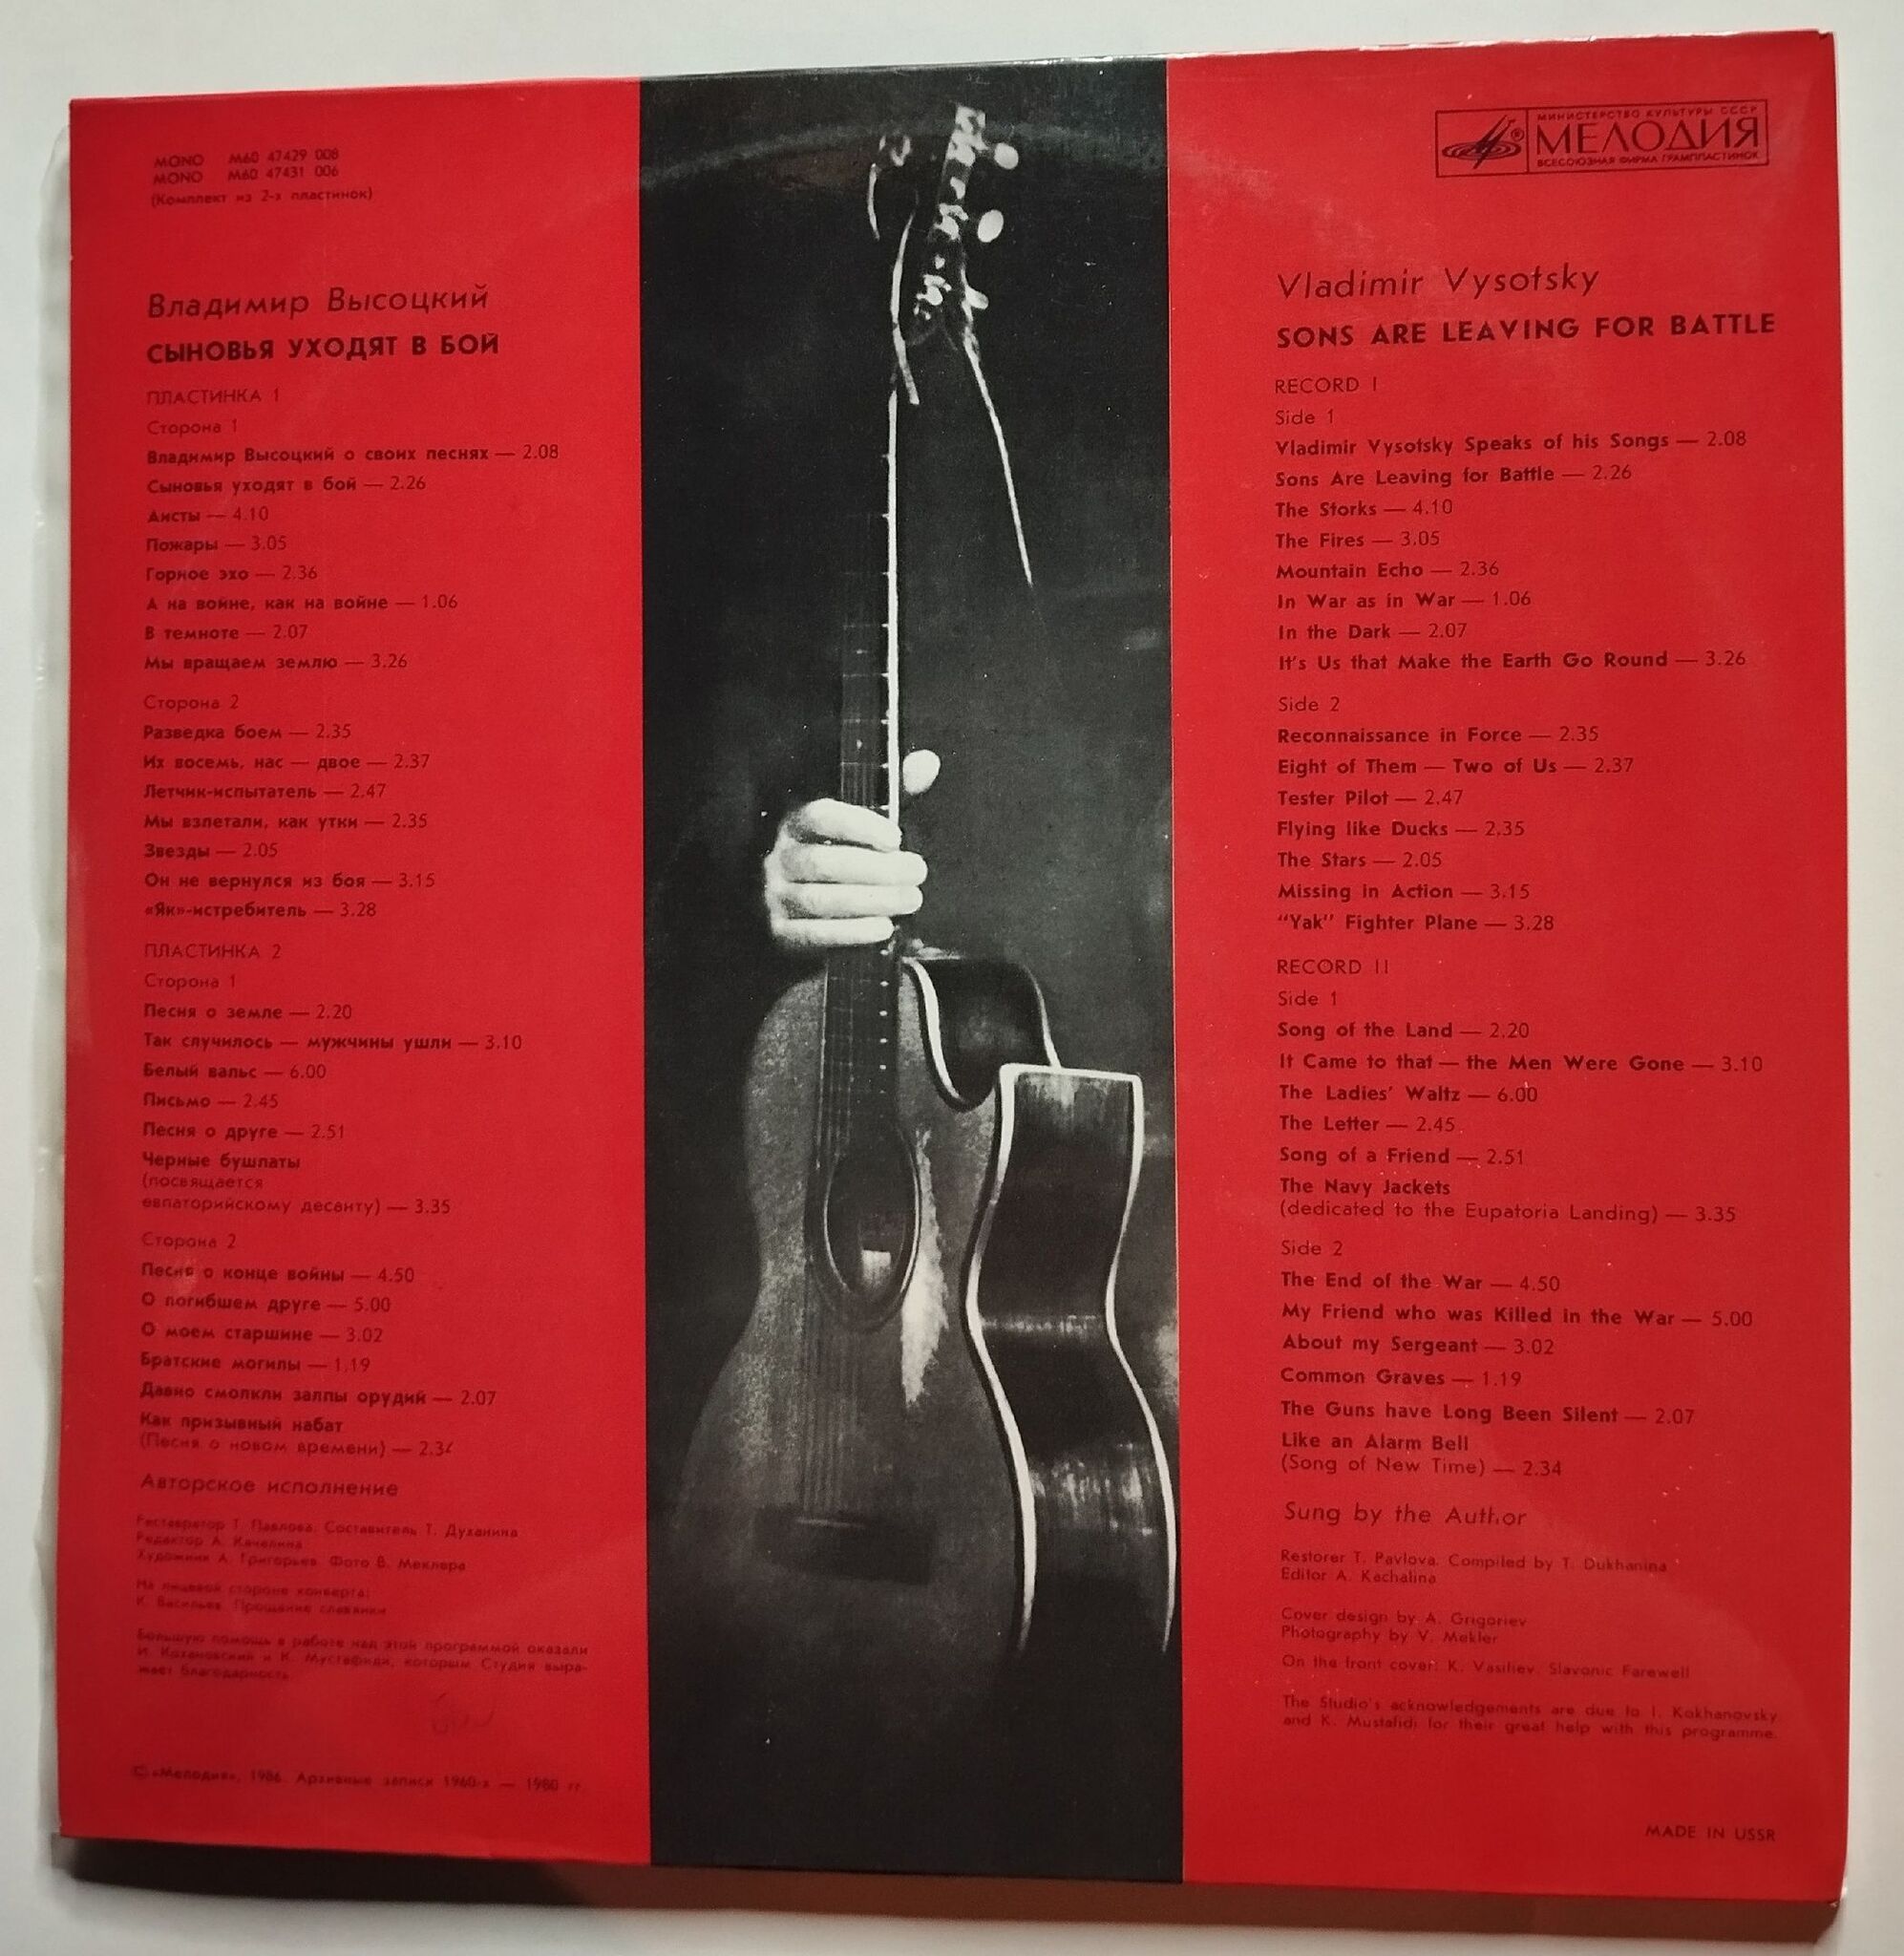 MONO М60 47429 008
MONO М60 47431 006
(Комплект из 2-х пластинок)
Владимир Высоцкий
СЫНОВЬЯ УХОДЯТ В БОЙ
ПЛАСТИНКА 1
Сторона 1
Владимир Высоцкий о своих песнях — 2.08
Сыновья уходят в бой — 2.26
Аисты — 4.10
Пожары — 3.05
Горное эхо — 2.36
А на войне, как на войне — 1.06
В темноте — 2.07
Мы вращаем землю — 3.26
Сторона 2
Разведка боем — 2.35
Их восемь, нас — двое — 2.37
Летчик-испытатель — 2.47
Мы взлетали, как утки — 2.35
Звезды — 2.05
Он не вернулся из боя — 3.15
«Як»-истребитель — 3.28
ПЛАСТИНКА 2
Сторона 1
Песня о земле — 2.20
Так случилось — мужчины ушли — 3.10
Белый вальс — 6.00
Письмо — 2.45
Песня о друге — 2.51
Черные бушлаты
(посвящается
евпаторийскому десанту) — 3.35
Сторона 2
Песня о конце войны — 4.50
О погибшем друге — 5.00
О моем старшине — 3.02
Братские могилы — 1.19
Давно смолкли залпы орудий — 2.07
Как призывный набат
(Песня о новом времени) — 2.34
Авторское исполнение
Реставратор Т. Павлова. Составитель Т. Духанина
Редактор А. Качалина
Художник А. Григорьев. Фото В. Меклера
На лицевой стороне конверта:
К. Васильев. Прощание славянки
Большую помощь в работе над этой программой оказали
И. Кохановский и К. Мустафиди, которым Студия выра-
жает благодарность
© «Мелодия», 1986. Архивные записи 1960-х — 1980 гг.
МИНИСТЕРСТВО КУЛЬТУРЫ СССР
МЕЛОДИЯ
ВСЕСОЮЗНАЯ ФИРМА ГРАМПЛАСТИНОК
Vladimir Vysotsky
SONS ARE LEAVING FOR BATTLE
RECORD I
Side 1
Vladimir Vysotsky Speaks of his Songs — 2.08
Sons Are Leaving for Battle — 2.26
The Storks — 4.10
The Fires — 3.05
Mountain Echo — 2.36
In War as in War — 1.06
In the Dark — 2.07
It's Us that Make the Earth Go Round — 3.26
Side 2
Reconnaissance in Force — 2.35
Eight of Them — Two of Us — 2.37
Tester Pilot — 2.47
Flying like Ducks — 2.35
The Stars — 2.05
Missing in Action — 3.15
“Yak” Fighter Plane — 3.28
RECORD II
Side 1
Song of the Land — 2.20
It Came to that — the Men Were Gone — 3.10
The Ladies' Waltz — 6.00
The Letter — 2.45
Song of a Friend — 2.51
The Navy Jackets
(dedicated to the Eupatoria Landing) — 3.35
Side 2
The End of the War — 4.50
My Friend who was Killed in the War — 5.00
About my Sergeant — 3.02
Common Graves — 1.19
The Guns have Long Been Silent — 2.07
Like an Alarm Bell
(Song of New Time) — 2.34
Sung by the Author
Restorer T. Pavlova. Compiled by T. Dukhanina
Editor A. Kachalina
Cover design by A. Grigoriev
Photography by V. Mekler
On the front cover: K. Vasiliev. Slavonic Farewell
The Studio's acknowledgements are due to I. Kokhanovsky
and K. Mustafidi for their great help with this programme.
MADE IN USSR